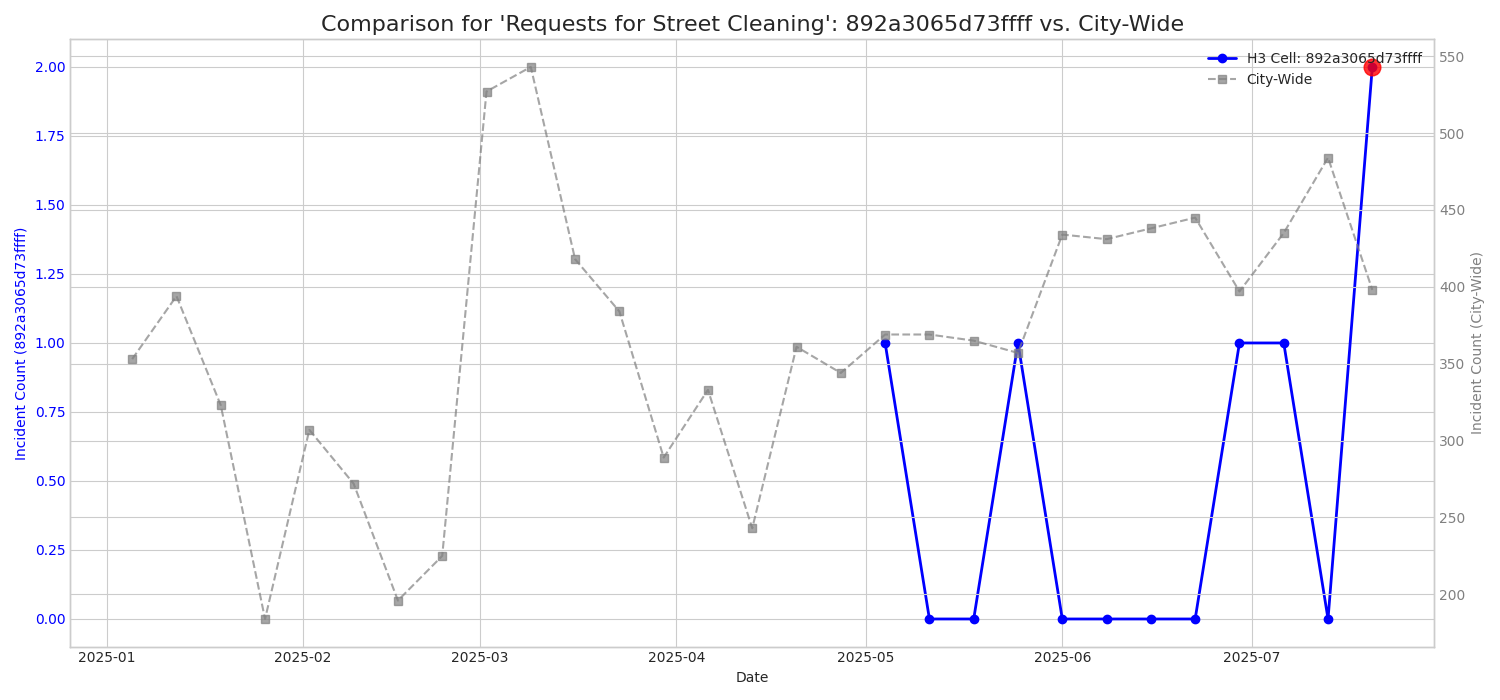 Comparison for 'Requests for Street Cleaning': 892a3065d73ffff vs. City-Wide
H3 Cell: 892a3065d73ffff
City-Wide
Incident Count (892a3065d73ffff)
2.00
1.75
1.50
1.25
1.00
0.75
0.50
0.25
0.00
550
500
450
400
350
300
250
200
Incident Count (City-Wide)
2025-01 2025-02 2025-03 2025-04 2025-05 2025-06 2025-07
Date